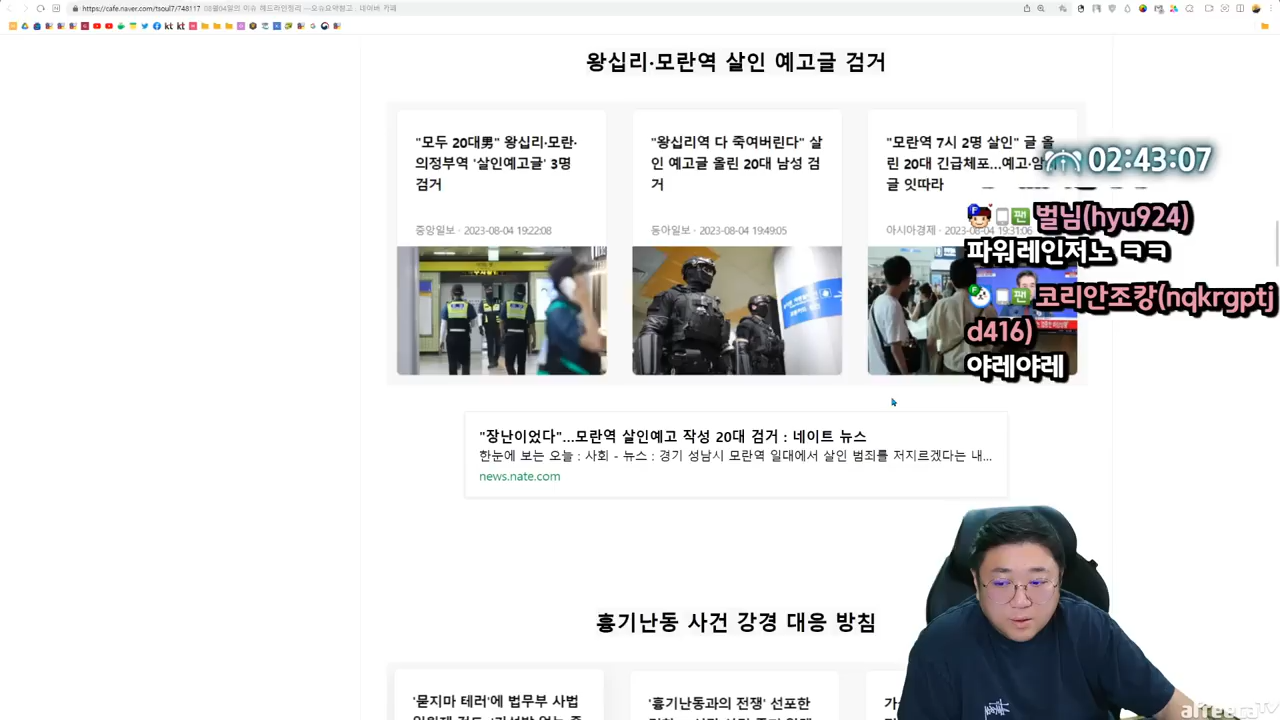 https://cafe.naver.com/tsoul7/748117
왕십리·모란역 살인 예고글 검거
"모두 20대男" 왕십리·모란·
의정부역 '살인예고글' 3명
검거
중앙일보 · 2023-08-04 19:22:08
"왕십리역 다 죽여버린다" 살
인 예고글 올린 20대 남성 검
거
동아일보 · 2023-08-04 19:49:05
"모란역 7시 2명 살인" 글 올
린 20대 긴급체포...예고·암
글 잇따라
아시아경제 · 2023-08-04 19:31:06
02:43:07
벌님(hyu924)
파워레인저노 ㅋㅋ
코리안조캉(nqkrgptj
d416)
야레야레
"장난이었다"...모란역 살인예고 작성 20대 검거 : 네이트 뉴스
한눈에 보는 오늘 : 사회 - 뉴스 : 경기 성남시 모란역 일대에서 살인 범죄를 저지르겠다는 내...
news.nate.com
흉기난동 사건 강경 대응 방침
'묻지마 테러'에 법무부 사법
'흉기난동과의 전쟁' 선포한
afreecaTV